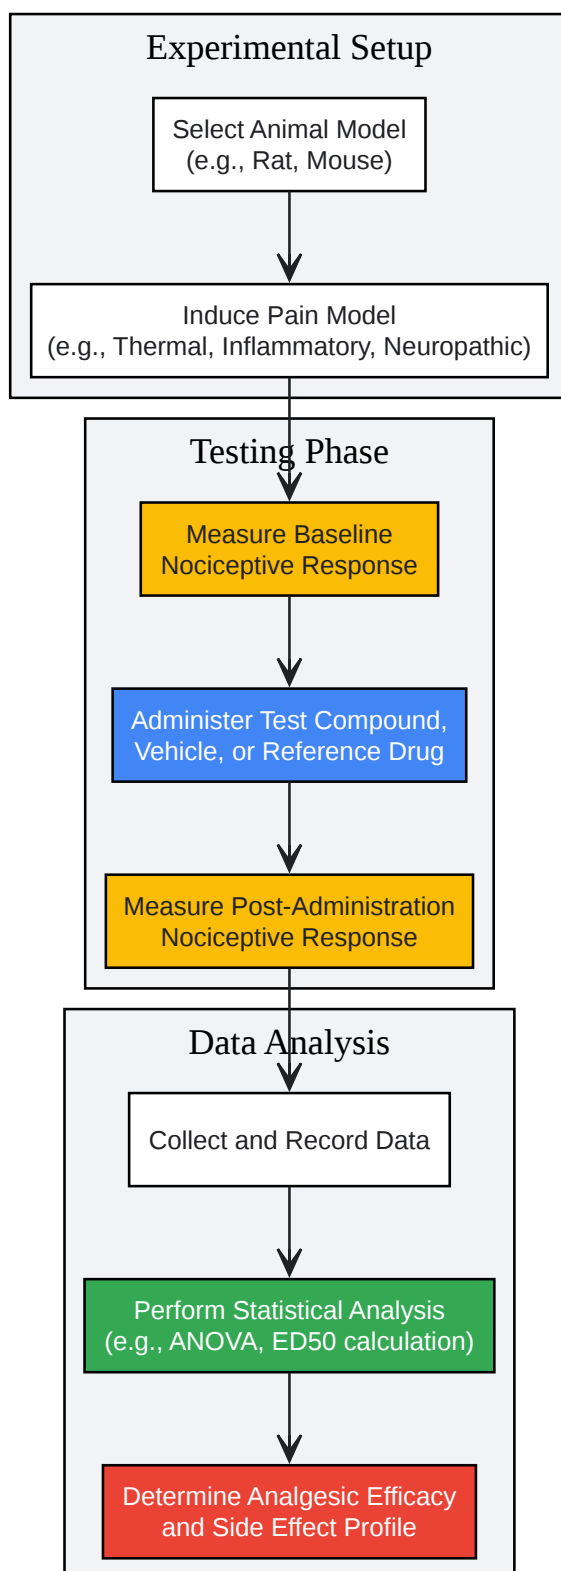 Experimental Setup
Select Animal Model
(e.g., Rat, Mouse)
Induce Pain Model
(e.g., Thermal, Inflammatory, Neuropathic)
Testing Phase
Measure Baseline
Nociceptive Response
Administer Test Compound,
Vehicle, or Reference Drug
Measure Post-Administration
Nociceptive Response
Data Analysis
Collect and Record Data
Perform Statistical Analysis
(e.g., ANOVA, ED50 calculation)
Determine Analgesic Efficacy
and Side Effect Profile